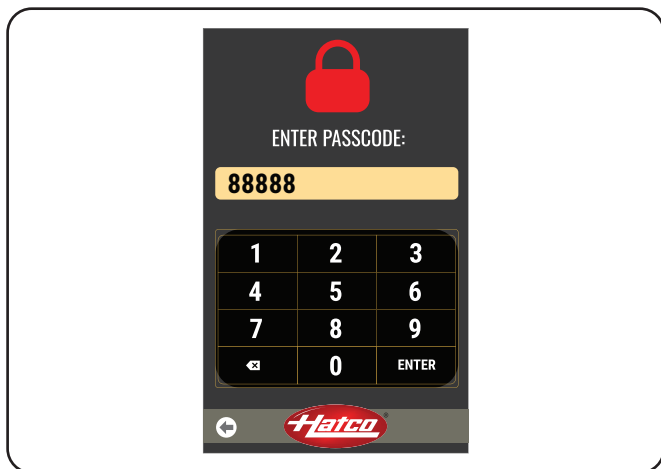 ENTER PASSCODE:
88888
1 2 3
4 5 6
7 8 9
0 ENTER
Hatco®